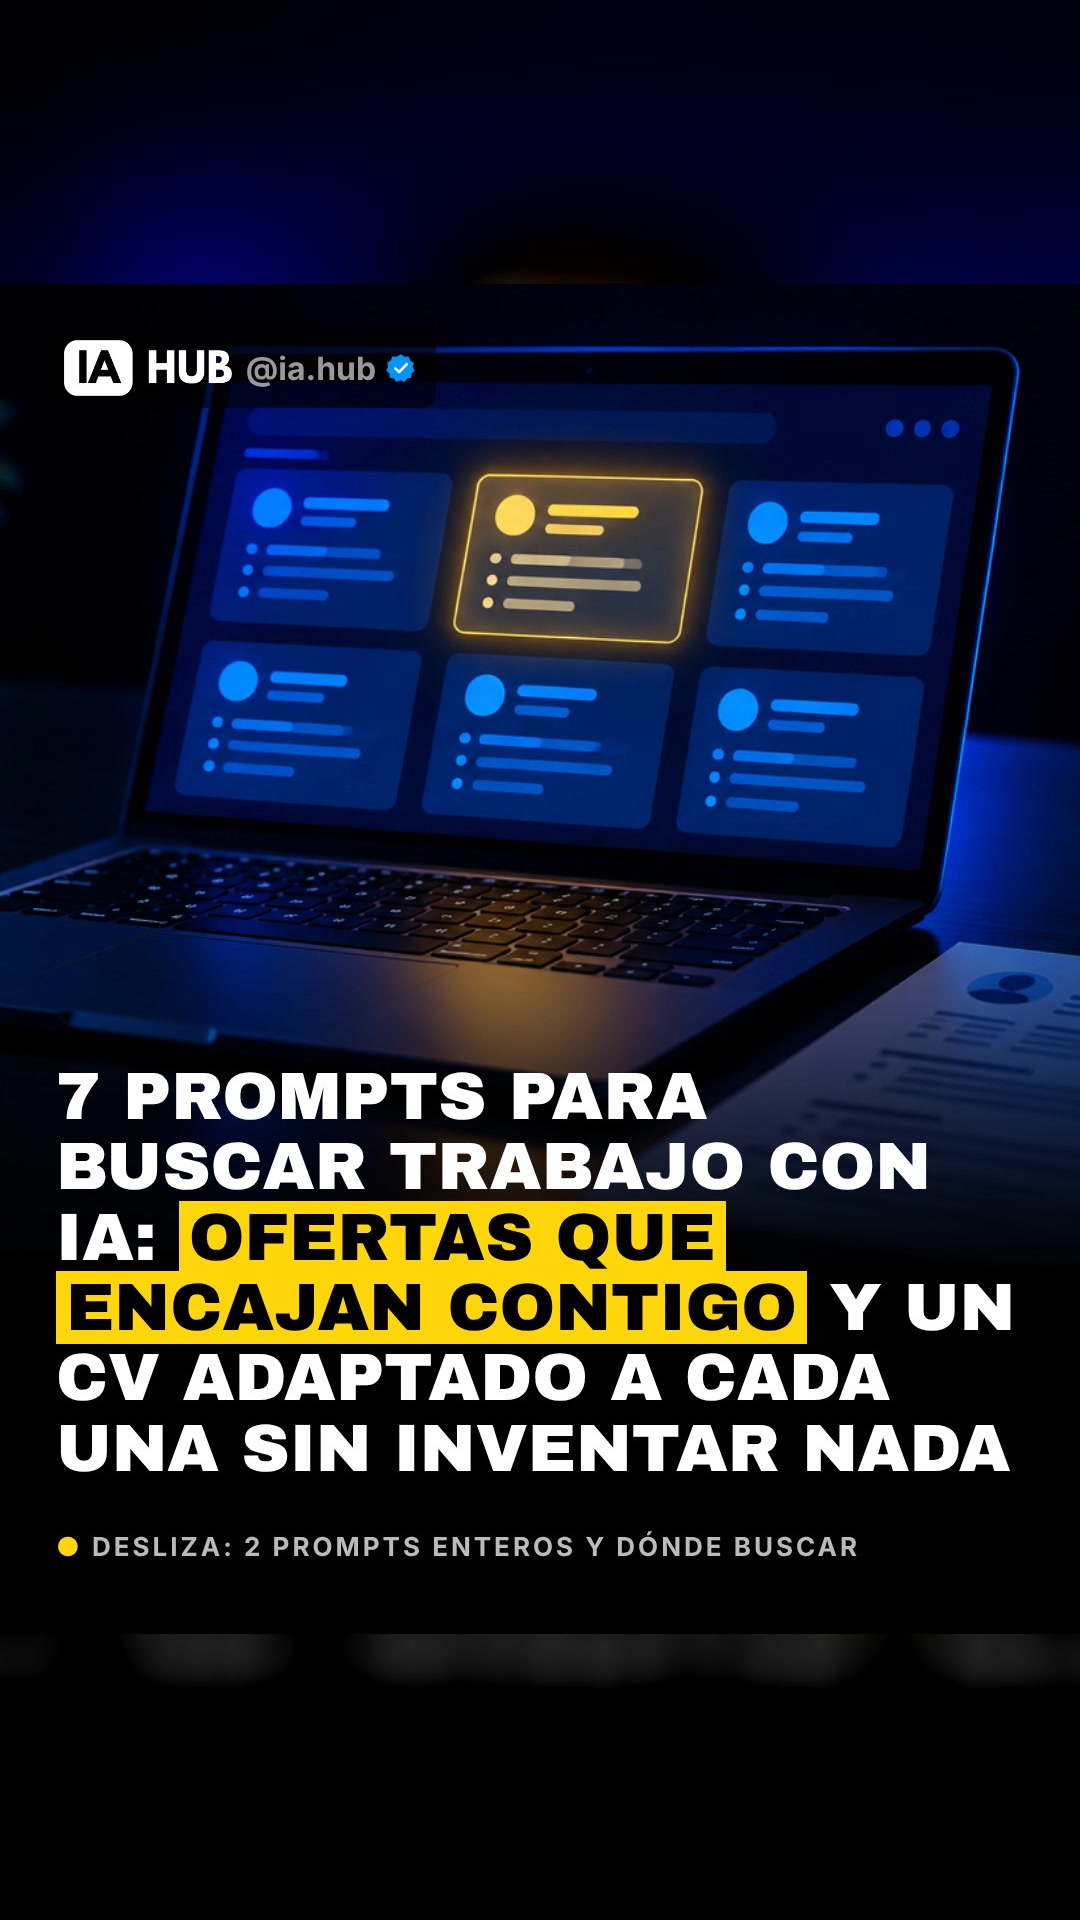 IA HUB @ia.hub
7 PROMPTS PARA
BUSCAR TRABAJO CON
IA: OFERTAS QUE
ENCAJAN CONTIGO Y UN
CV ADAPTADO A CADA
UNA SIN INVENTAR NADA
DESLIZA: 2 PROMPTS ENTEROS Y DÓNDE BUSCAR